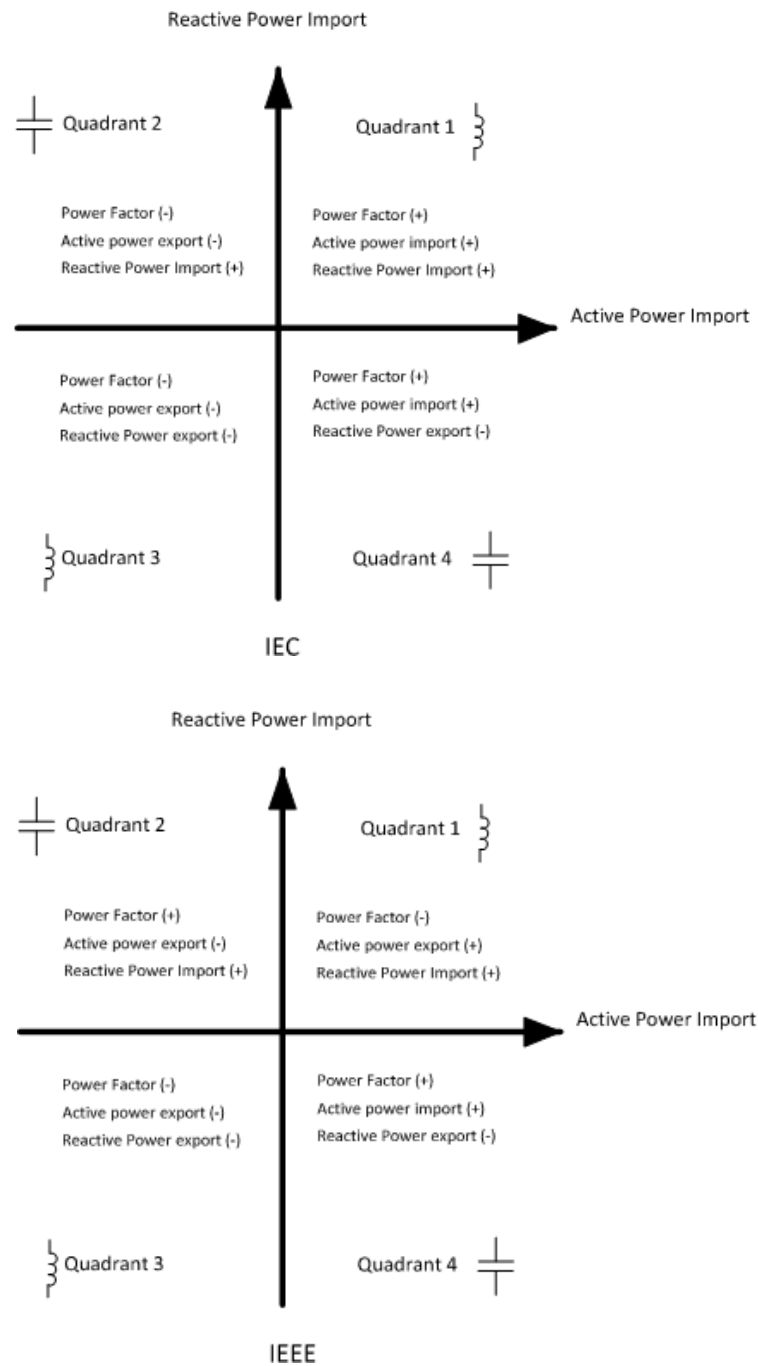 Reactive Power Import
Quadrant 2
Quadrant 1
Power Factor (-)
Active power export (-)
Reactive Power Import (+)
Power Factor (+)
Active power import (+)
Reactive Power Import (+)
Active Power Import
Power Factor (-)
Active power export (-)
Reactive Power export (-)
Power Factor (+)
Active power import (+)
Reactive Power export (-)
Quadrant 3
Quadrant 4
IEC
Reactive Power Import
Quadrant 2
Quadrant 1
Power Factor (+)
Active power export (-)
Reactive Power Import (+)
Power Factor (-)
Active power export (+)
Reactive Power Import (+)
Active Power Import
Power Factor (-)
Active power export (-)
Reactive Power export (-)
Power Factor (+)
Active power import (+)
Reactive Power export (-)
Quadrant 3
Quadrant 4
IEEE